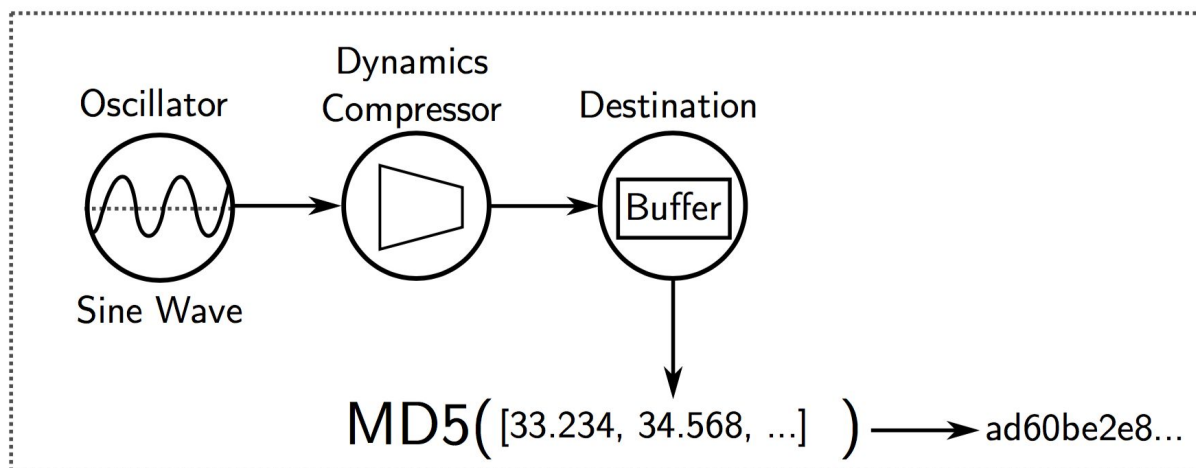 Oscillator
Sine Wave
Dynamics
Compressor
Destination
Buffer
MD5( [33.234, 34.568, ...] )
ad60be2e8...